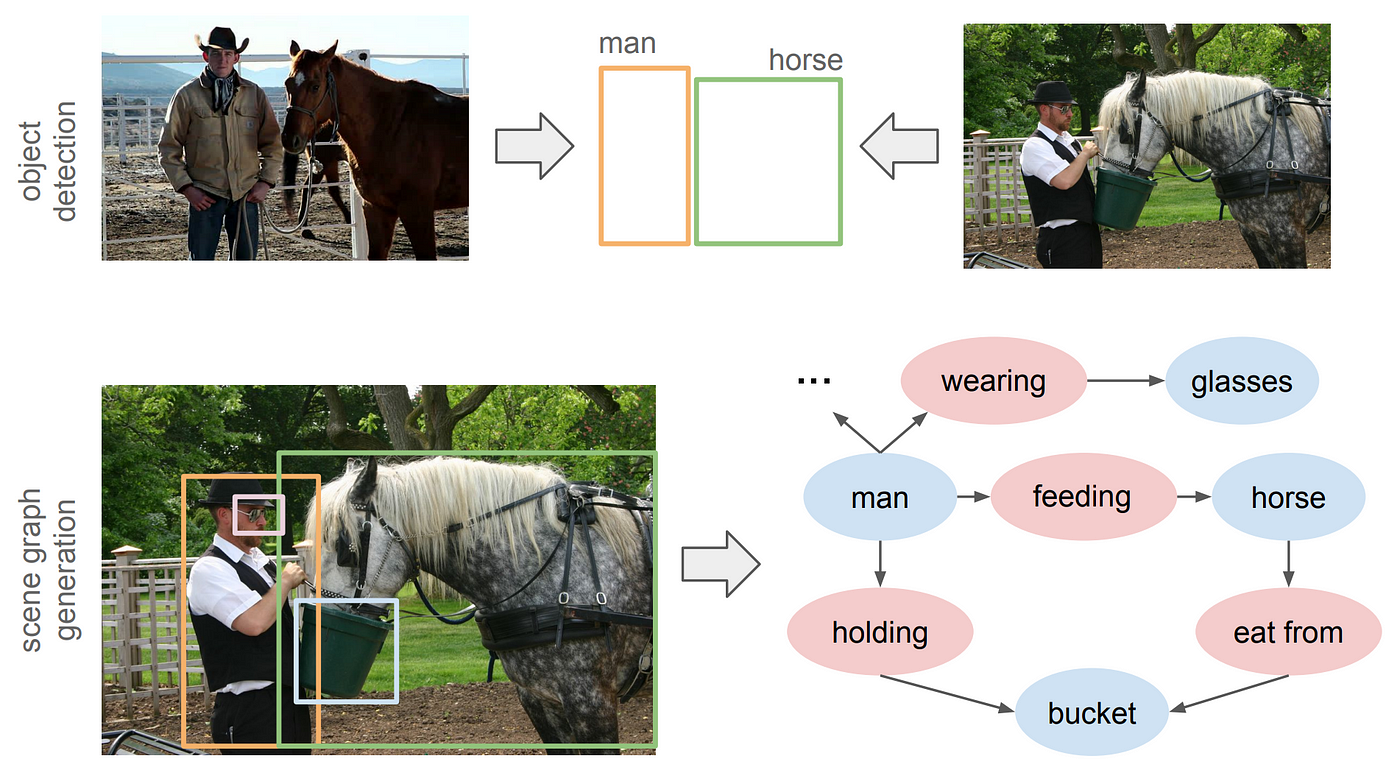 object
detection
man
horse
scene graph
generation
...
wearing
glasses
man
feeding
horse
holding
eat from
bucket